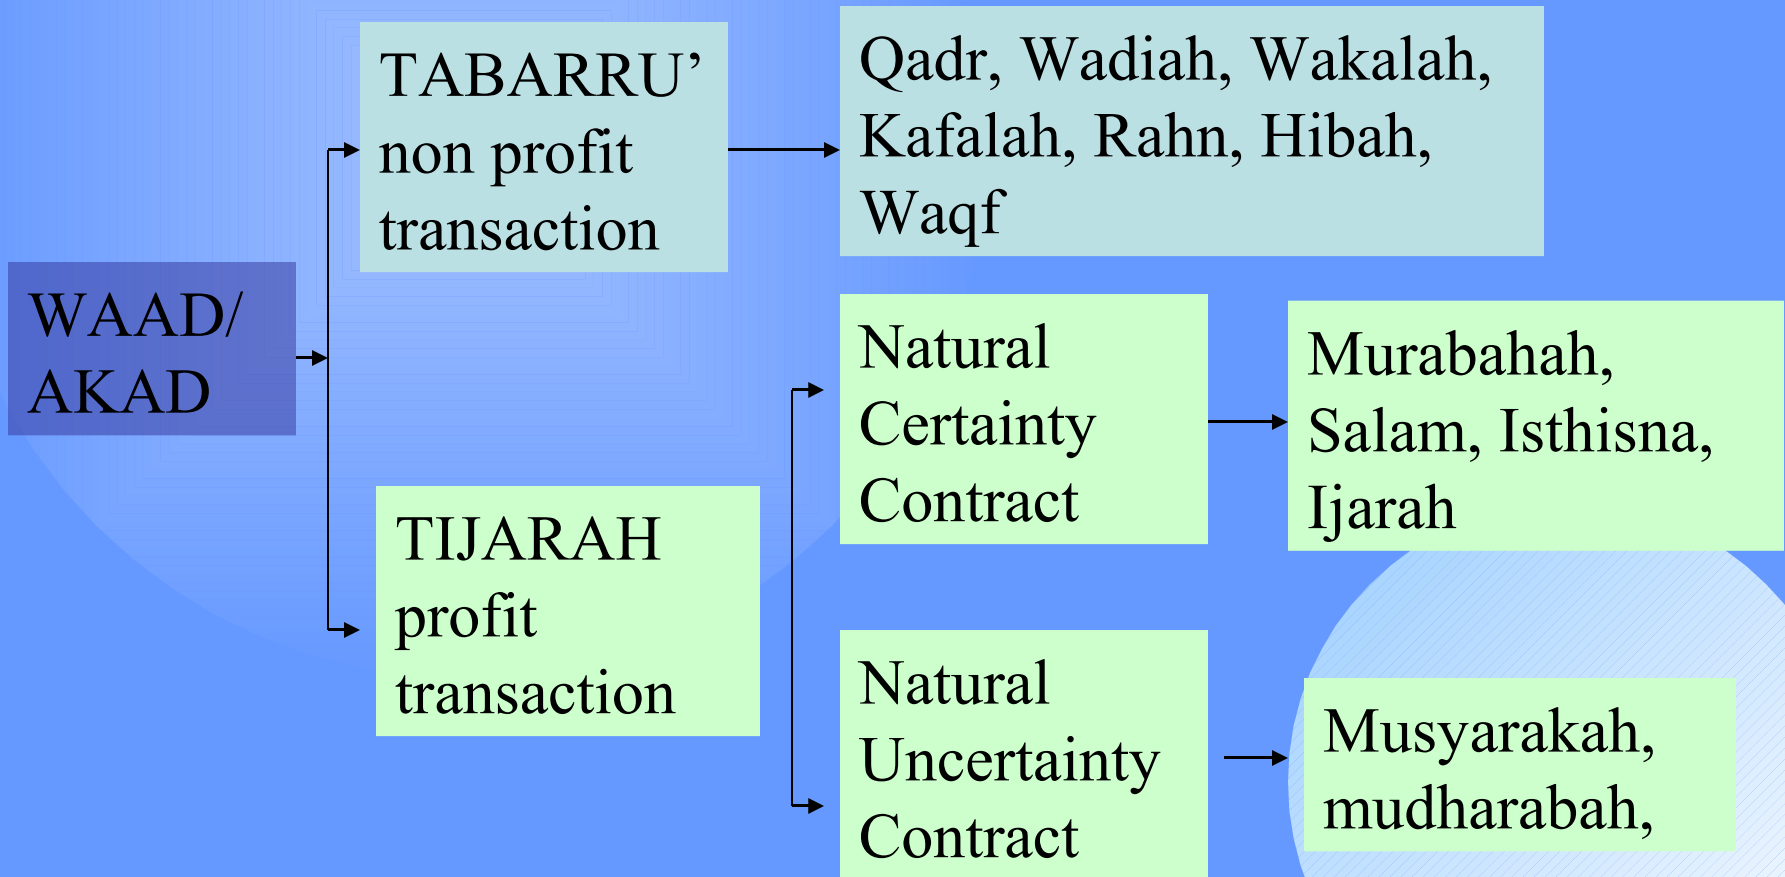 WAAD/
AKAD
TABARRU’
non profit
transaction
Qadr, Wadiah, Wakalah,
Kafalah, Rahn, Hibah,
Waqf
TIJARAH
profit
transaction
Natural
Certainty
Contract
Murabahah,
Salam, Isthisna,
Ijarah
Natural
Uncertainty
Contract
Musyarakah,
mudharabah,